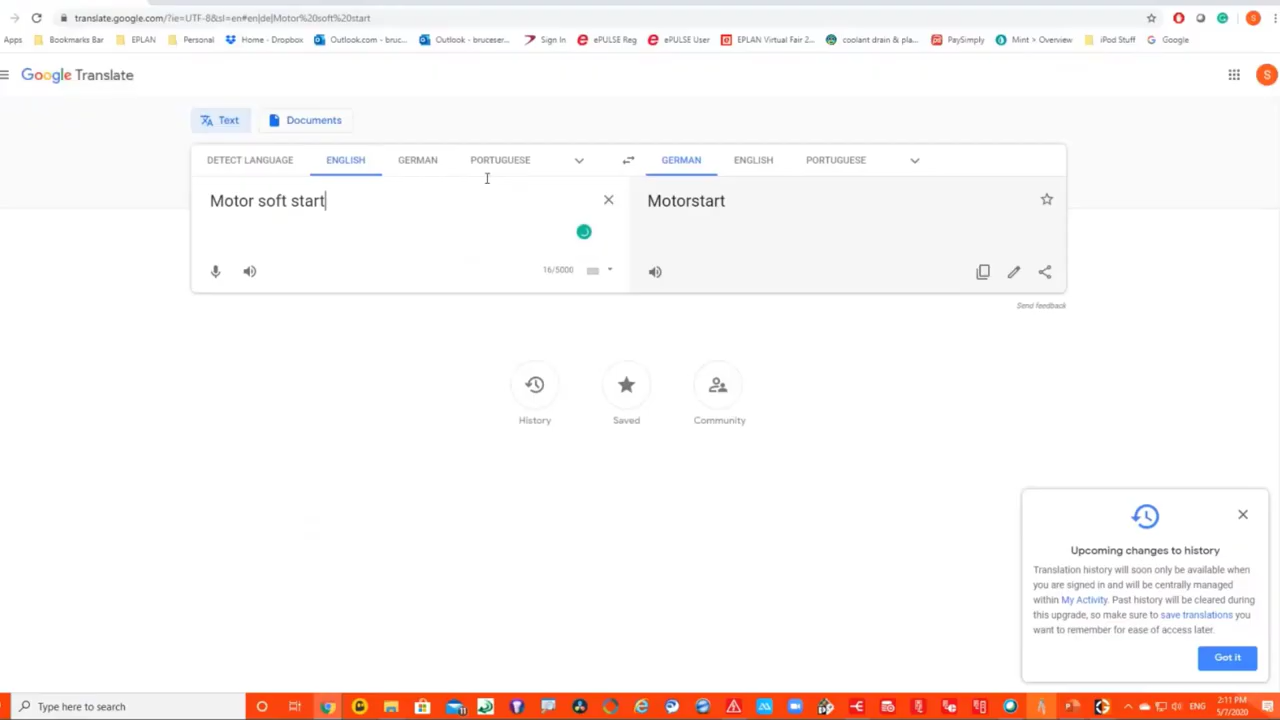 translate.google.com/?ie=UTF-8&sl=en#en|de|Motor%20soft%20start
Apps Bookmarks Bar EPLAN Personal Home - Dropbox Outlook.com - bruc... Outlook - bruceser... Sign In ePULSE Reg ePULSE User EPLAN Virtual Fair 2... coolant drain & pla... PaySimply Mint > Overview iPod Stuff Google
Google Translate
S
Text Documents
DETECT LANGUAGE ENGLISH GERMAN PORTUGUESE GERMAN ENGLISH PORTUGUESE
Motor soft start Motorstart
16/5000
Send feedback
History Saved Community
Upcoming changes to history
Translation history will soon only be available when
you are signed in and will be centrally managed
within My Activity. Past history will be cleared during
this upgrade, so make sure to save translations you
want to remember for ease of access later.
Got it
Type here to search
ENG
2:11 PM
5/7/2020